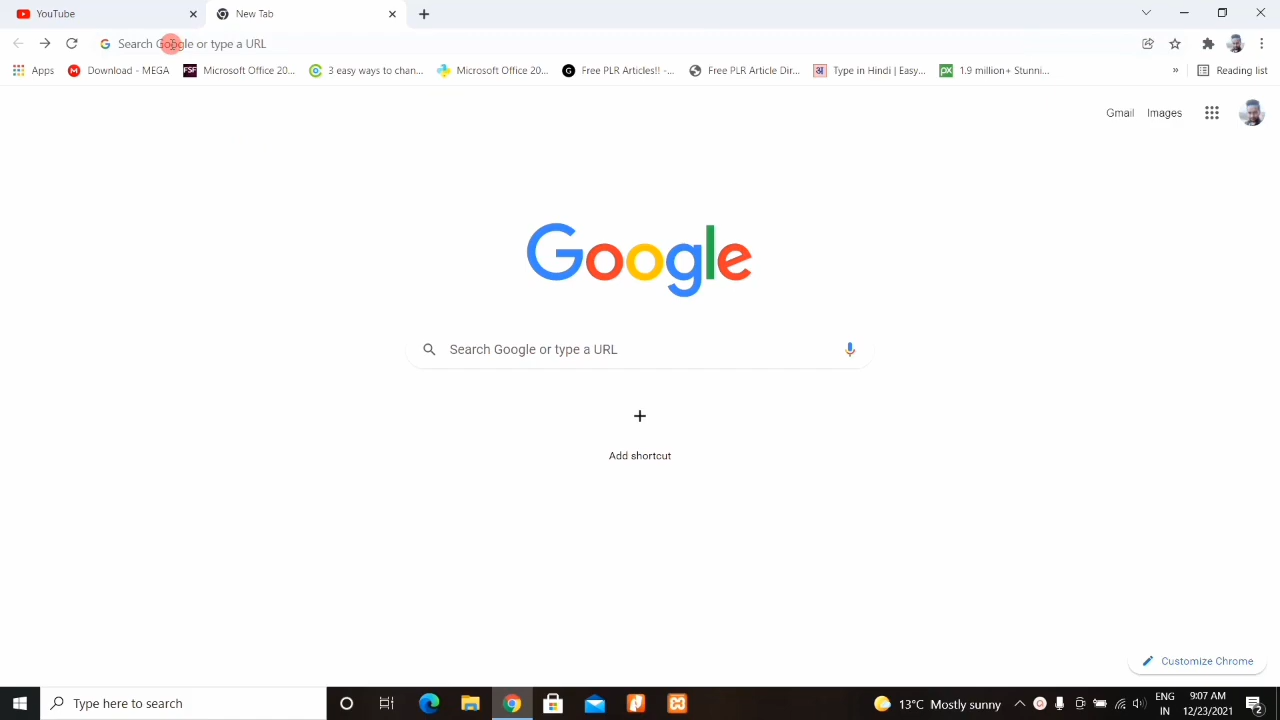 YouTube
New Tab
Search Google or type a URL
Apps
Download - MEGA
Microsoft Office 20...
3 easy ways to chan...
Microsoft Office 20...
Free PLR Articles!! -...
Free PLR Article Dir...
Type in Hindi | Easy...
1.9 million+ Stunni...
»
Reading list
Gmail
Images
Google
Search Google or type a URL
Add shortcut
Customize Chrome
Type here to search
13°C Mostly sunny
ENG
IN
9:07 AM
12/23/2021
2